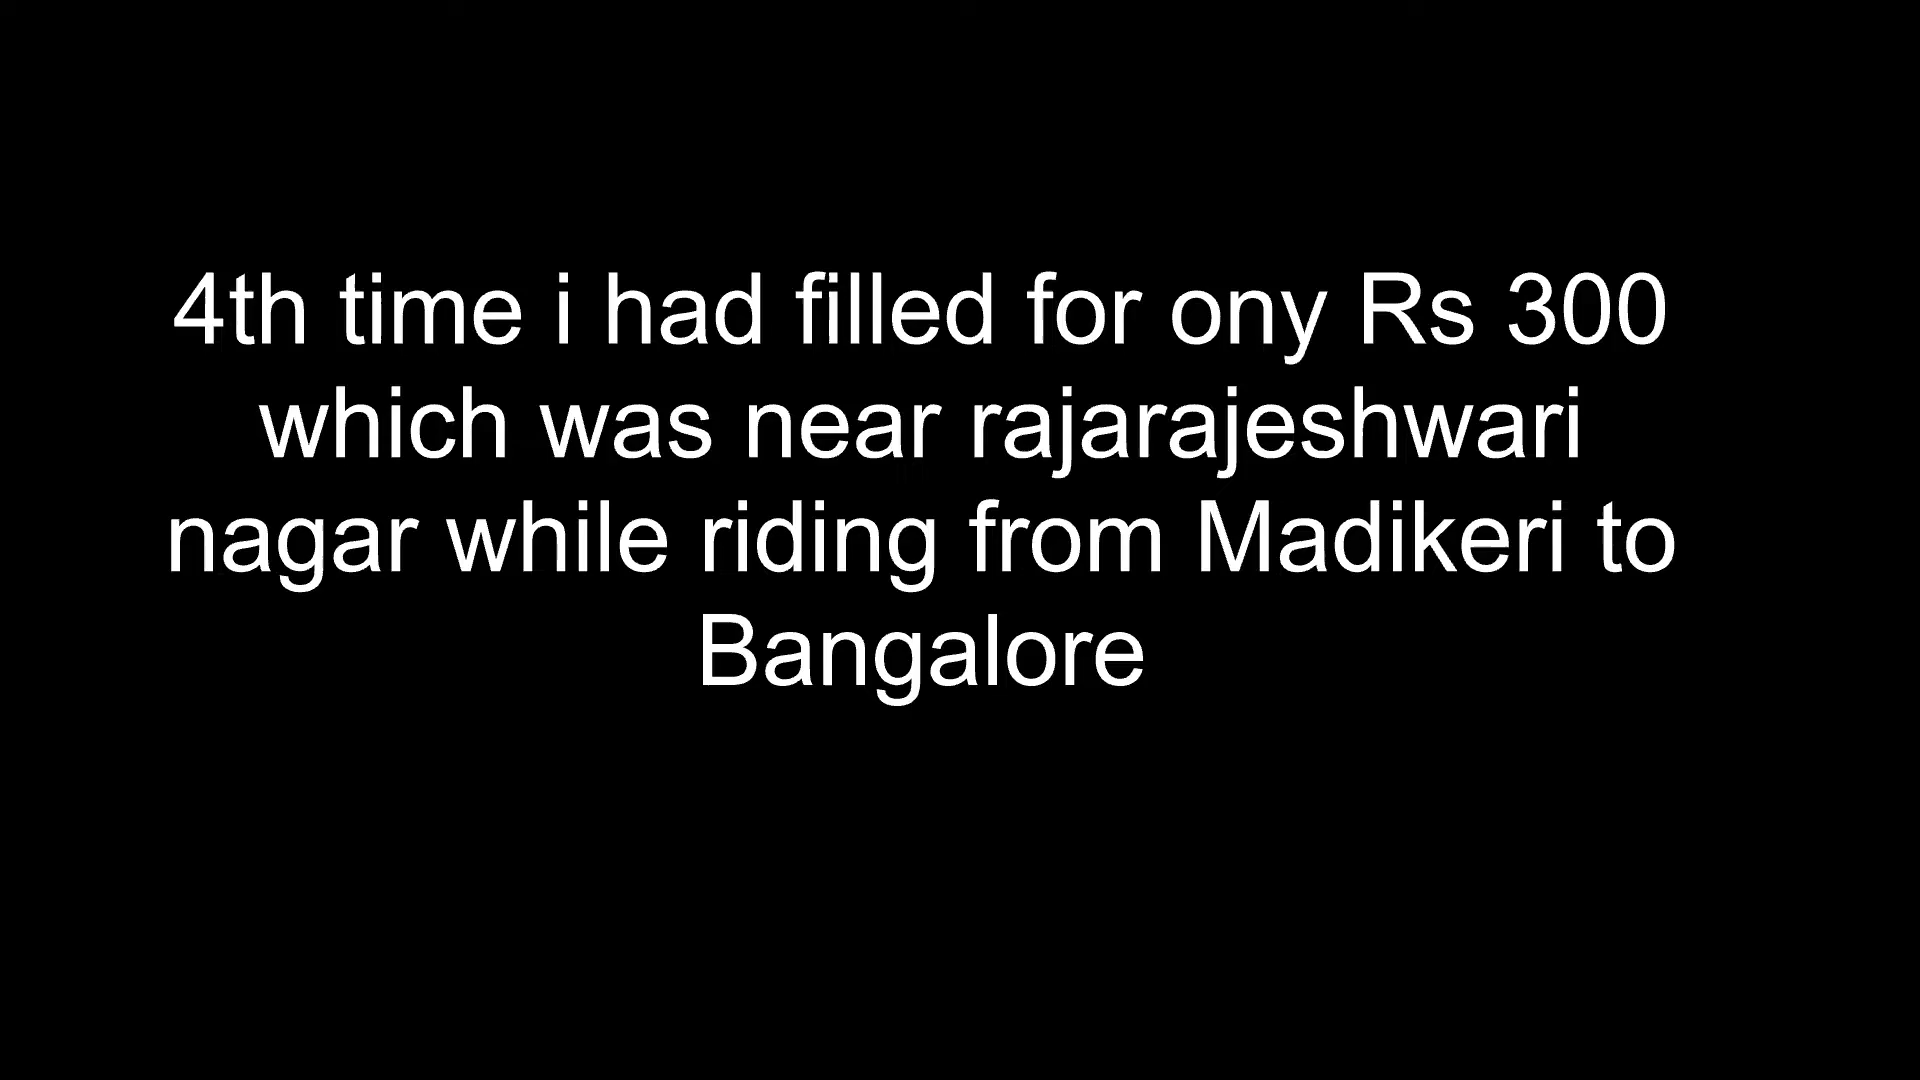 4th time i had filled for ony Rs 300
which was near rajarajeshwari
nagar while riding from Madikeri to
Bangalore